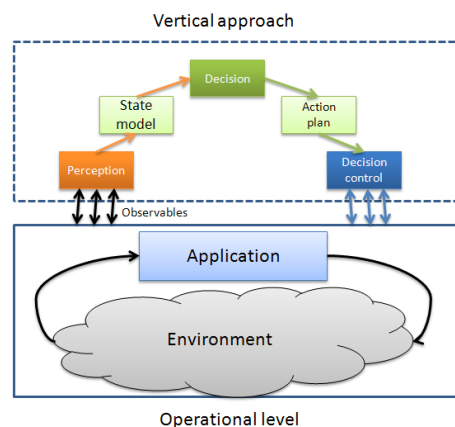 Vertical approach
Decision
State
model
Action
plan
Perception
Decision
control
Observables
Application
Environment
Operational level